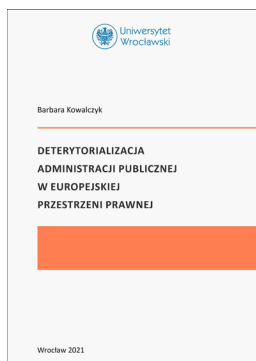 Uniwersytet
Wrocławski
Barbara Kowalczyk
DETERYTORIALIZACJA
ADMINISTRACJI PUBLICZNEJ
W EUROPEJSKIEJ
PRZESTRZENI PRAWNEJ
Wrocław 2021